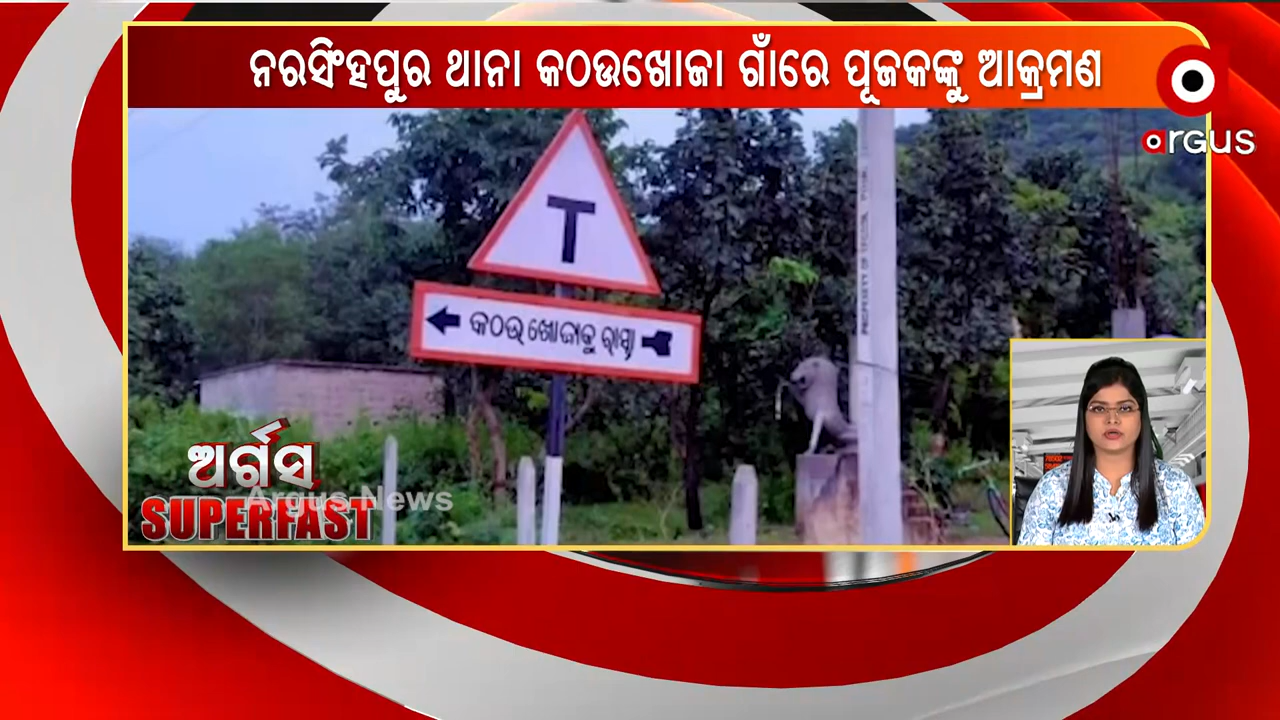 ନରସିଂହପୁର ଥାନା କଠଉଖୋଜା ଗାଁରେ ପୂଜକଙ୍କୁ ଆକ୍ରମଣ
argus
T
କଠଉ ଖୋଜାକୁ ରାସ୍ତା
ଅର୍ଗସ
SUPERFAST
Argus News